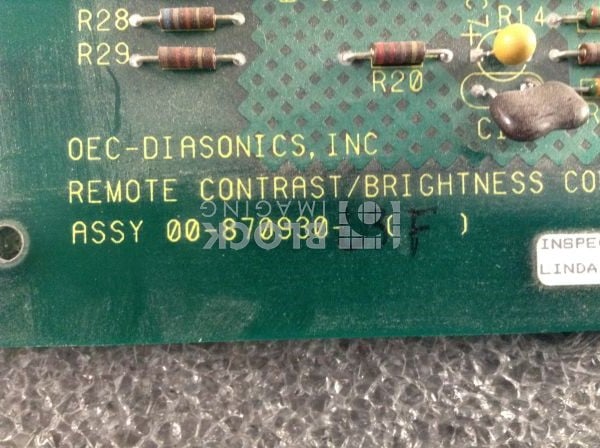 R28
R29
R14
R20
OEC-DIASONICS, INC
REMOTE CONTRAST/BRIGHTNESS CO
ASSY 00-870930- ( F )
BLOCK
IMAGING
INSPE
LINDA